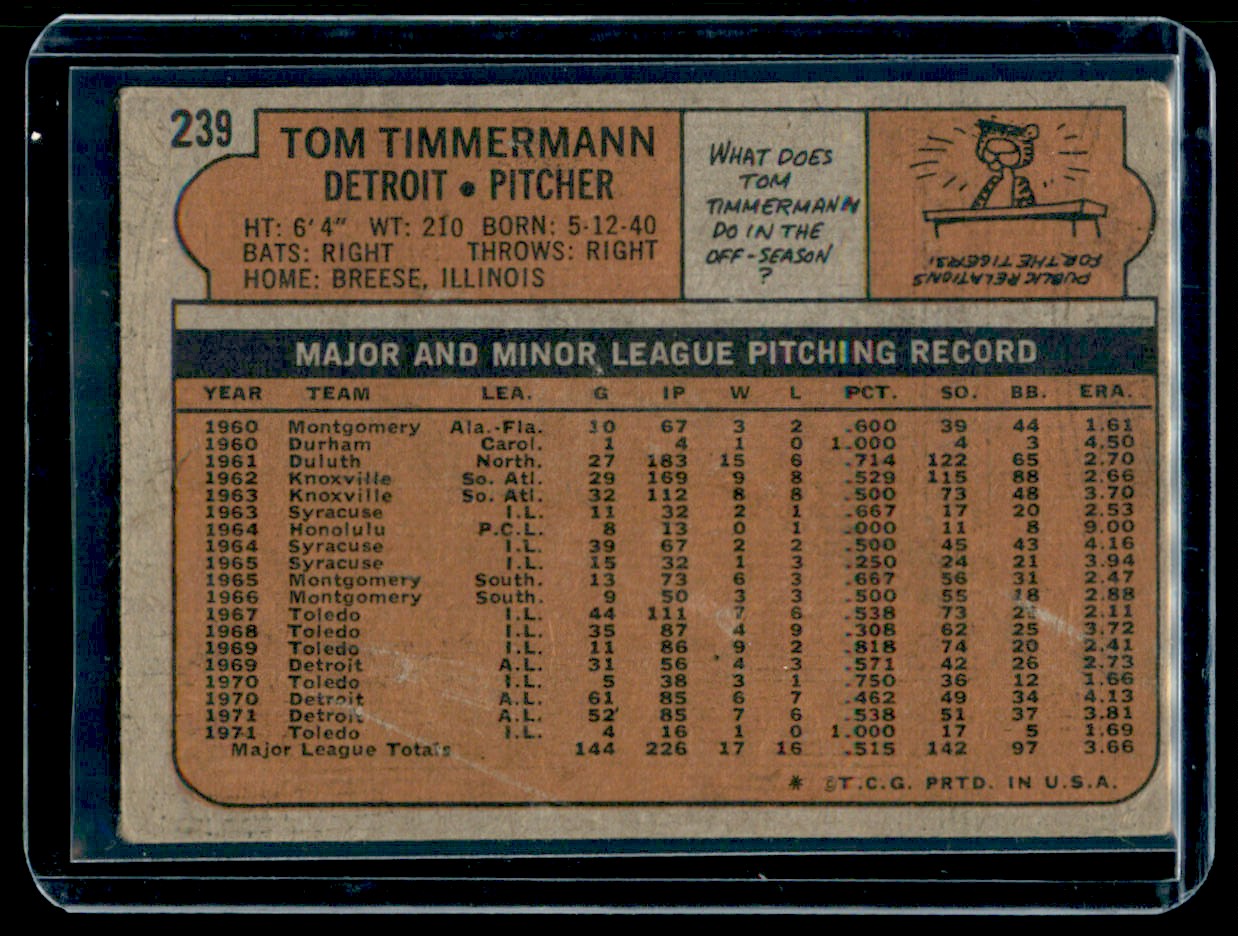 239
TOM TIMMERMANN
DETROIT • PITCHER
HT: 6'4" WT: 210 BORN: 5-12-40
BATS: RIGHT THROWS: RIGHT
HOME: BREESE, ILLINOIS
WHAT DOES
TOM
TIMMERMANN
DO IN THE
OFF-SEASON
?
PUBLIC RELATIONS
FOR THE TIGERS!
MAJOR AND MINOR LEAGUE PITCHING RECORD
YEAR TEAM LEA. G IP W L PCT. SO. BB. ERA.
1960 Montgomery Ala.-Fla. 10 67 3 2 .600 39 44 1.61
1960 Durham Carol. 1 4 1 0 1.000 4 3 4.50
1961 Duluth North. 27 183 15 6 .714 122 65 2.70
1962 Knoxville So. Atl. 29 169 9 8 .529 115 88 2.66
1963 Knoxville So. Atl. 32 112 8 8 .500 73 48 3.70
1963 Syracuse I.L. 11 32 2 1 .667 17 20 2.53
1964 Honolulu P.C.L. 8 13 0 1 .000 11 8 9.00
1964 Syracuse I.L. 39 67 2 2 .500 45 43 4.16
1965 Syracuse I.L. 15 32 1 3 .250 24 21 3.94
1965 Montgomery South. 13 73 6 3 .667 56 31 2.47
1966 Montgomery South. 9 50 3 3 .500 55 18 2.88
1967 Toledo I.L. 44 111 7 6 .538 73 2.11
1968 Toledo I.L. 35 87 4 9 .308 62 25 3.72
1969 Toledo I.L. 11 86 9 2 .818 74 20 2.41
1969 Detroit A.L. 31 56 4 3 .571 42 26 2.73
1970 Toledo I.L. 5 38 3 1 .750 36 12 1.66
1970 Detroit A.L. 61 85 6 7 .462 49 34 4.13
1971 Detroit A.L. 52 85 7 6 .538 51 37 3.81
1971 Toledo I.L. 4 16 1 0 1.000 17 5 1.69
Major League Totals 144 226 17 16 .515 142 97 3.66
* ©T.C.G. PRTD. IN U.S.A.